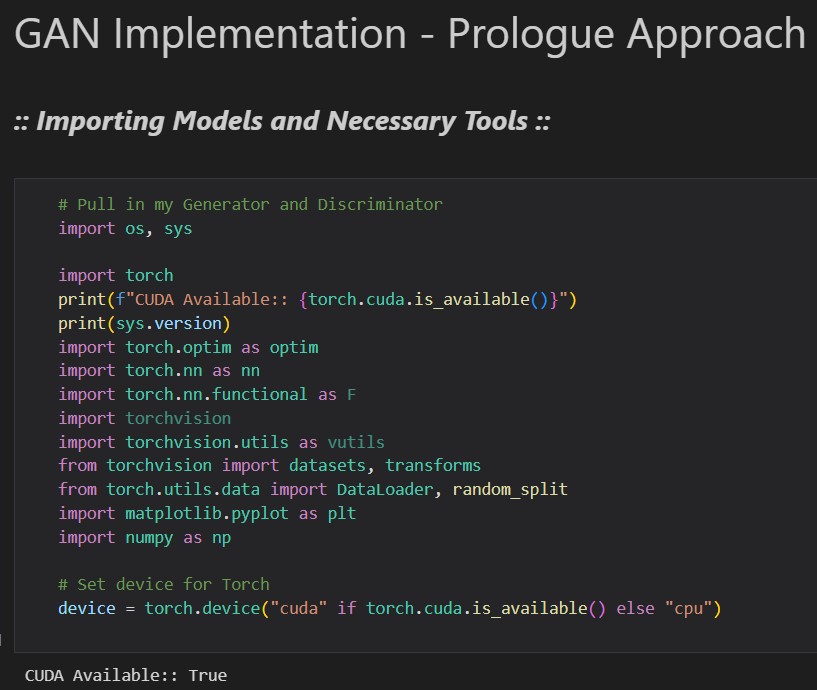 GAN Implementation - Prologue Approach
:: Importing Models and Necessary Tools ::
# Pull in my Generator and Discriminator
import os, sys
import torch
print(f"CUDA Available:: {torch.cuda.is_available()}")
print(sys.version)
import torch.optim as optim
import torch.nn as nn
import torch.nn.functional as F
import torchvision
import torchvision.utils as vutils
from torchvision import datasets, transforms
from torch.utils.data import DataLoader, random_split
import matplotlib.pyplot as plt
import numpy as np
# Set device for Torch
device = torch.device("cuda" if torch.cuda.is_available() else "cpu")
CUDA Available:: True